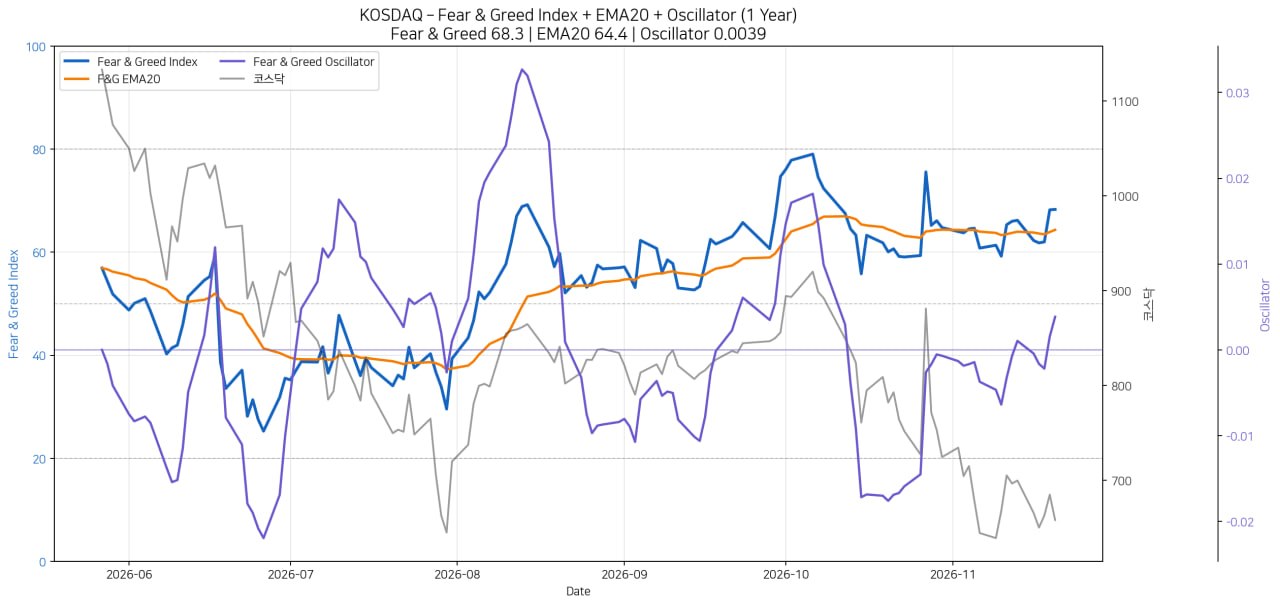 KOSDAQ – Fear & Greed Index + EMA20 + Oscillator (1 Year)
Fear & Greed 68.3 | EMA20 64.4 | Oscillator 0.0039
Fear & Greed Index
F&G EMA20
Fear & Greed Oscillator
코스닥
100
80
60
40
20
0
Fear & Greed Index
1100
1000
900
800
700
코스닥
0.03
0.02
0.01
0.00
-0.01
-0.02
Oscillator
2026-06
2026-07
2026-08
2026-09
2026-10
2026-11
Date